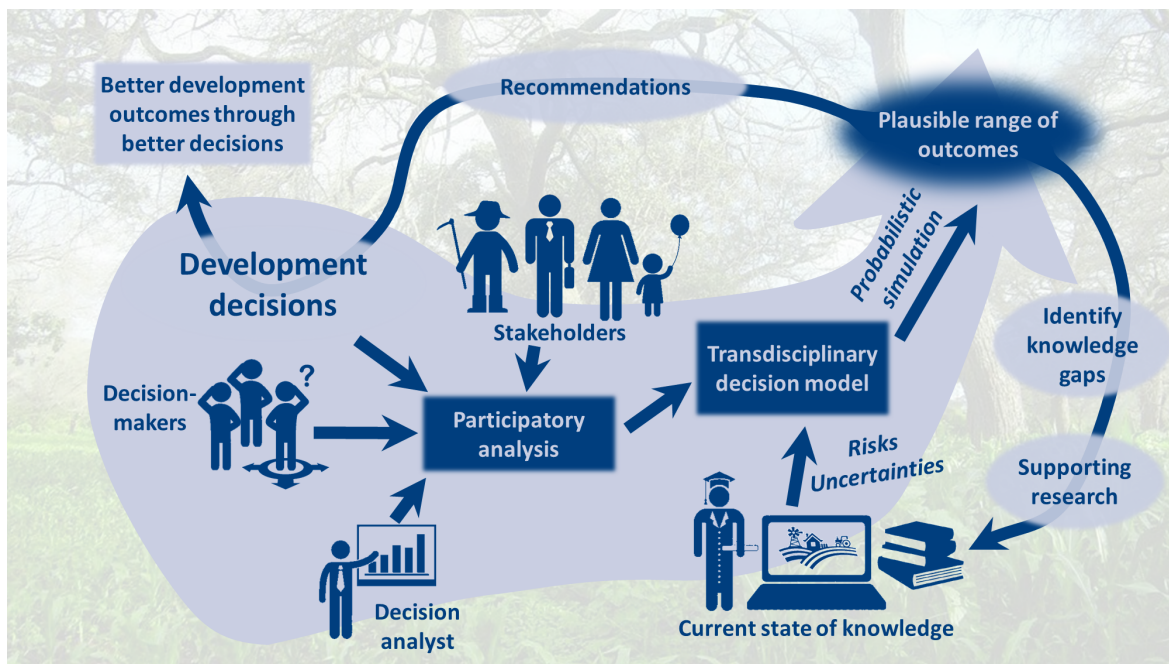 Better development
outcomes through
better decisions
Recommendations
Plausible range of
outcomes
Development
decisions
Stakeholders
Probabilistic
simulation
Identify
knowledge
gaps
Transdisciplinary
decision model
Decision-
makers
?
Participatory
analysis
Risks
Uncertainties
Supporting
research
Decision
analyst
Current state of knowledge